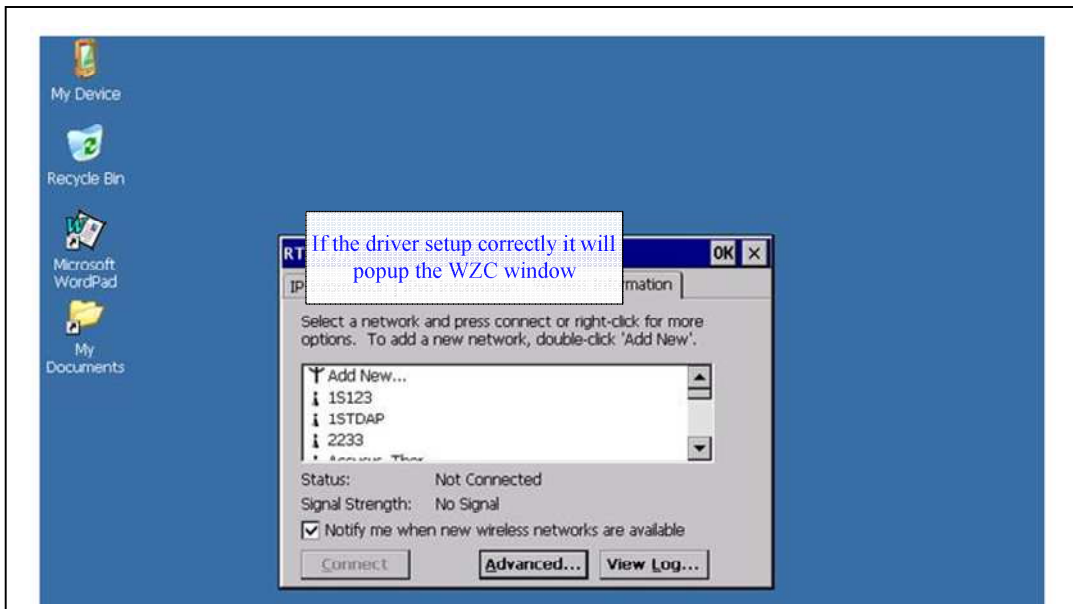 My Device
Recycle Bin
Microsoft
WordPad
My
Documents
If the driver setup correctly it will
popup the WZC window
RT
OK
IP
rmation
Select a network and press connect or right-click for more
options. To add a new network, double-click 'Add New'.
Add New...
1S123
1STDAP
2233
Status: Not Connected
Signal Strength: No Signal
Notify me when new wireless networks are available
Connect
Advanced...
View Log...